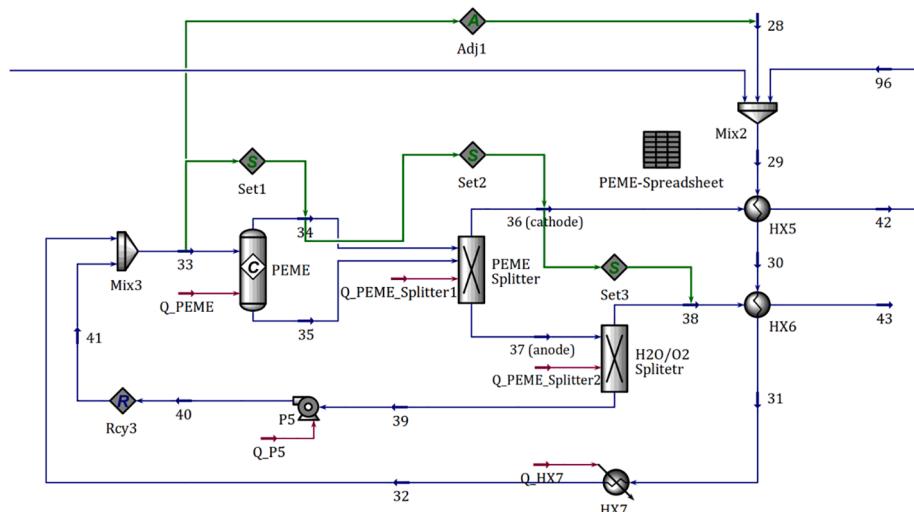 A
28
Adj1
96
Mix2
S
S
29
Set1
Set2
PEME-Spreadsheet
34
36 (cathode)
HX5
42
33
C
PEME
PEME
Splitter
30
Mix3
S
Q_PEME
Q_PEME_Splitter1
Set3
38
HX6
43
41
35
37 (anode)
H2O/O2
Splitetr
Q_PEME_Splitter2
31
R
40
P5
39
Rcy3
Q_P5
Q_HX7
32
HX7